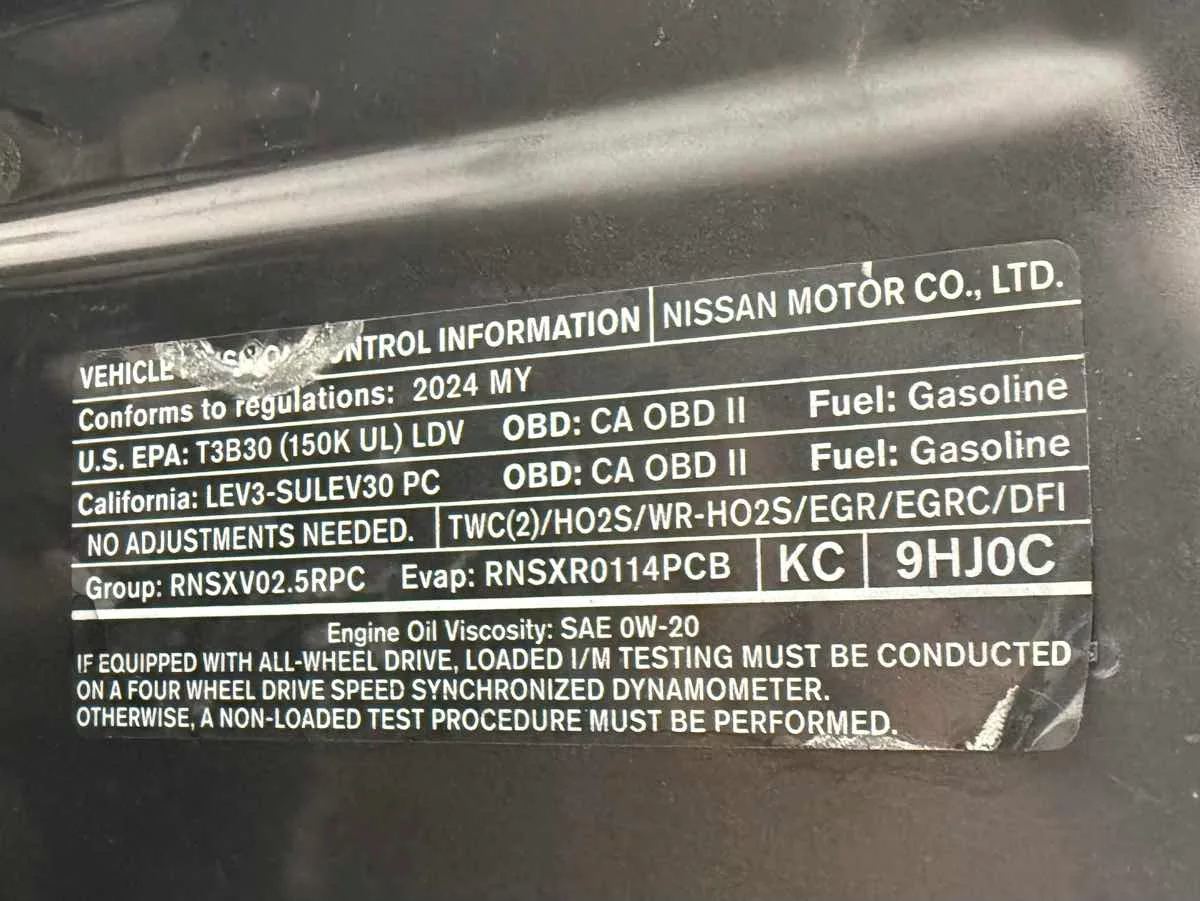 VEHICLE CONTROL INFORMATION | NISSAN MOTOR CO., LTD.
Conforms to regulations: 2024 MY
U.S. EPA: T3B30 (150K UL) LDV OBD: CA OBD II Fuel: Gasoline
California: LEV3-SULEV30 PC OBD: CA OBD II Fuel: Gasoline
NO ADJUSTMENTS NEEDED. | TWC(2)/HO2S/WR-HO2S/EGR/EGRC/DFI
Group: RNSXV02.5RPC Evap: RNSXR0114PCB | KC | 9HJ0C
Engine Oil Viscosity: SAE 0W-20
IF EQUIPPED WITH ALL-WHEEL DRIVE, LOADED I/M TESTING MUST BE CONDUCTED
ON A FOUR WHEEL DRIVE SPEED SYNCHRONIZED DYNAMOMETER.
OTHERWISE, A NON-LOADED TEST PROCEDURE MUST BE PERFORMED.